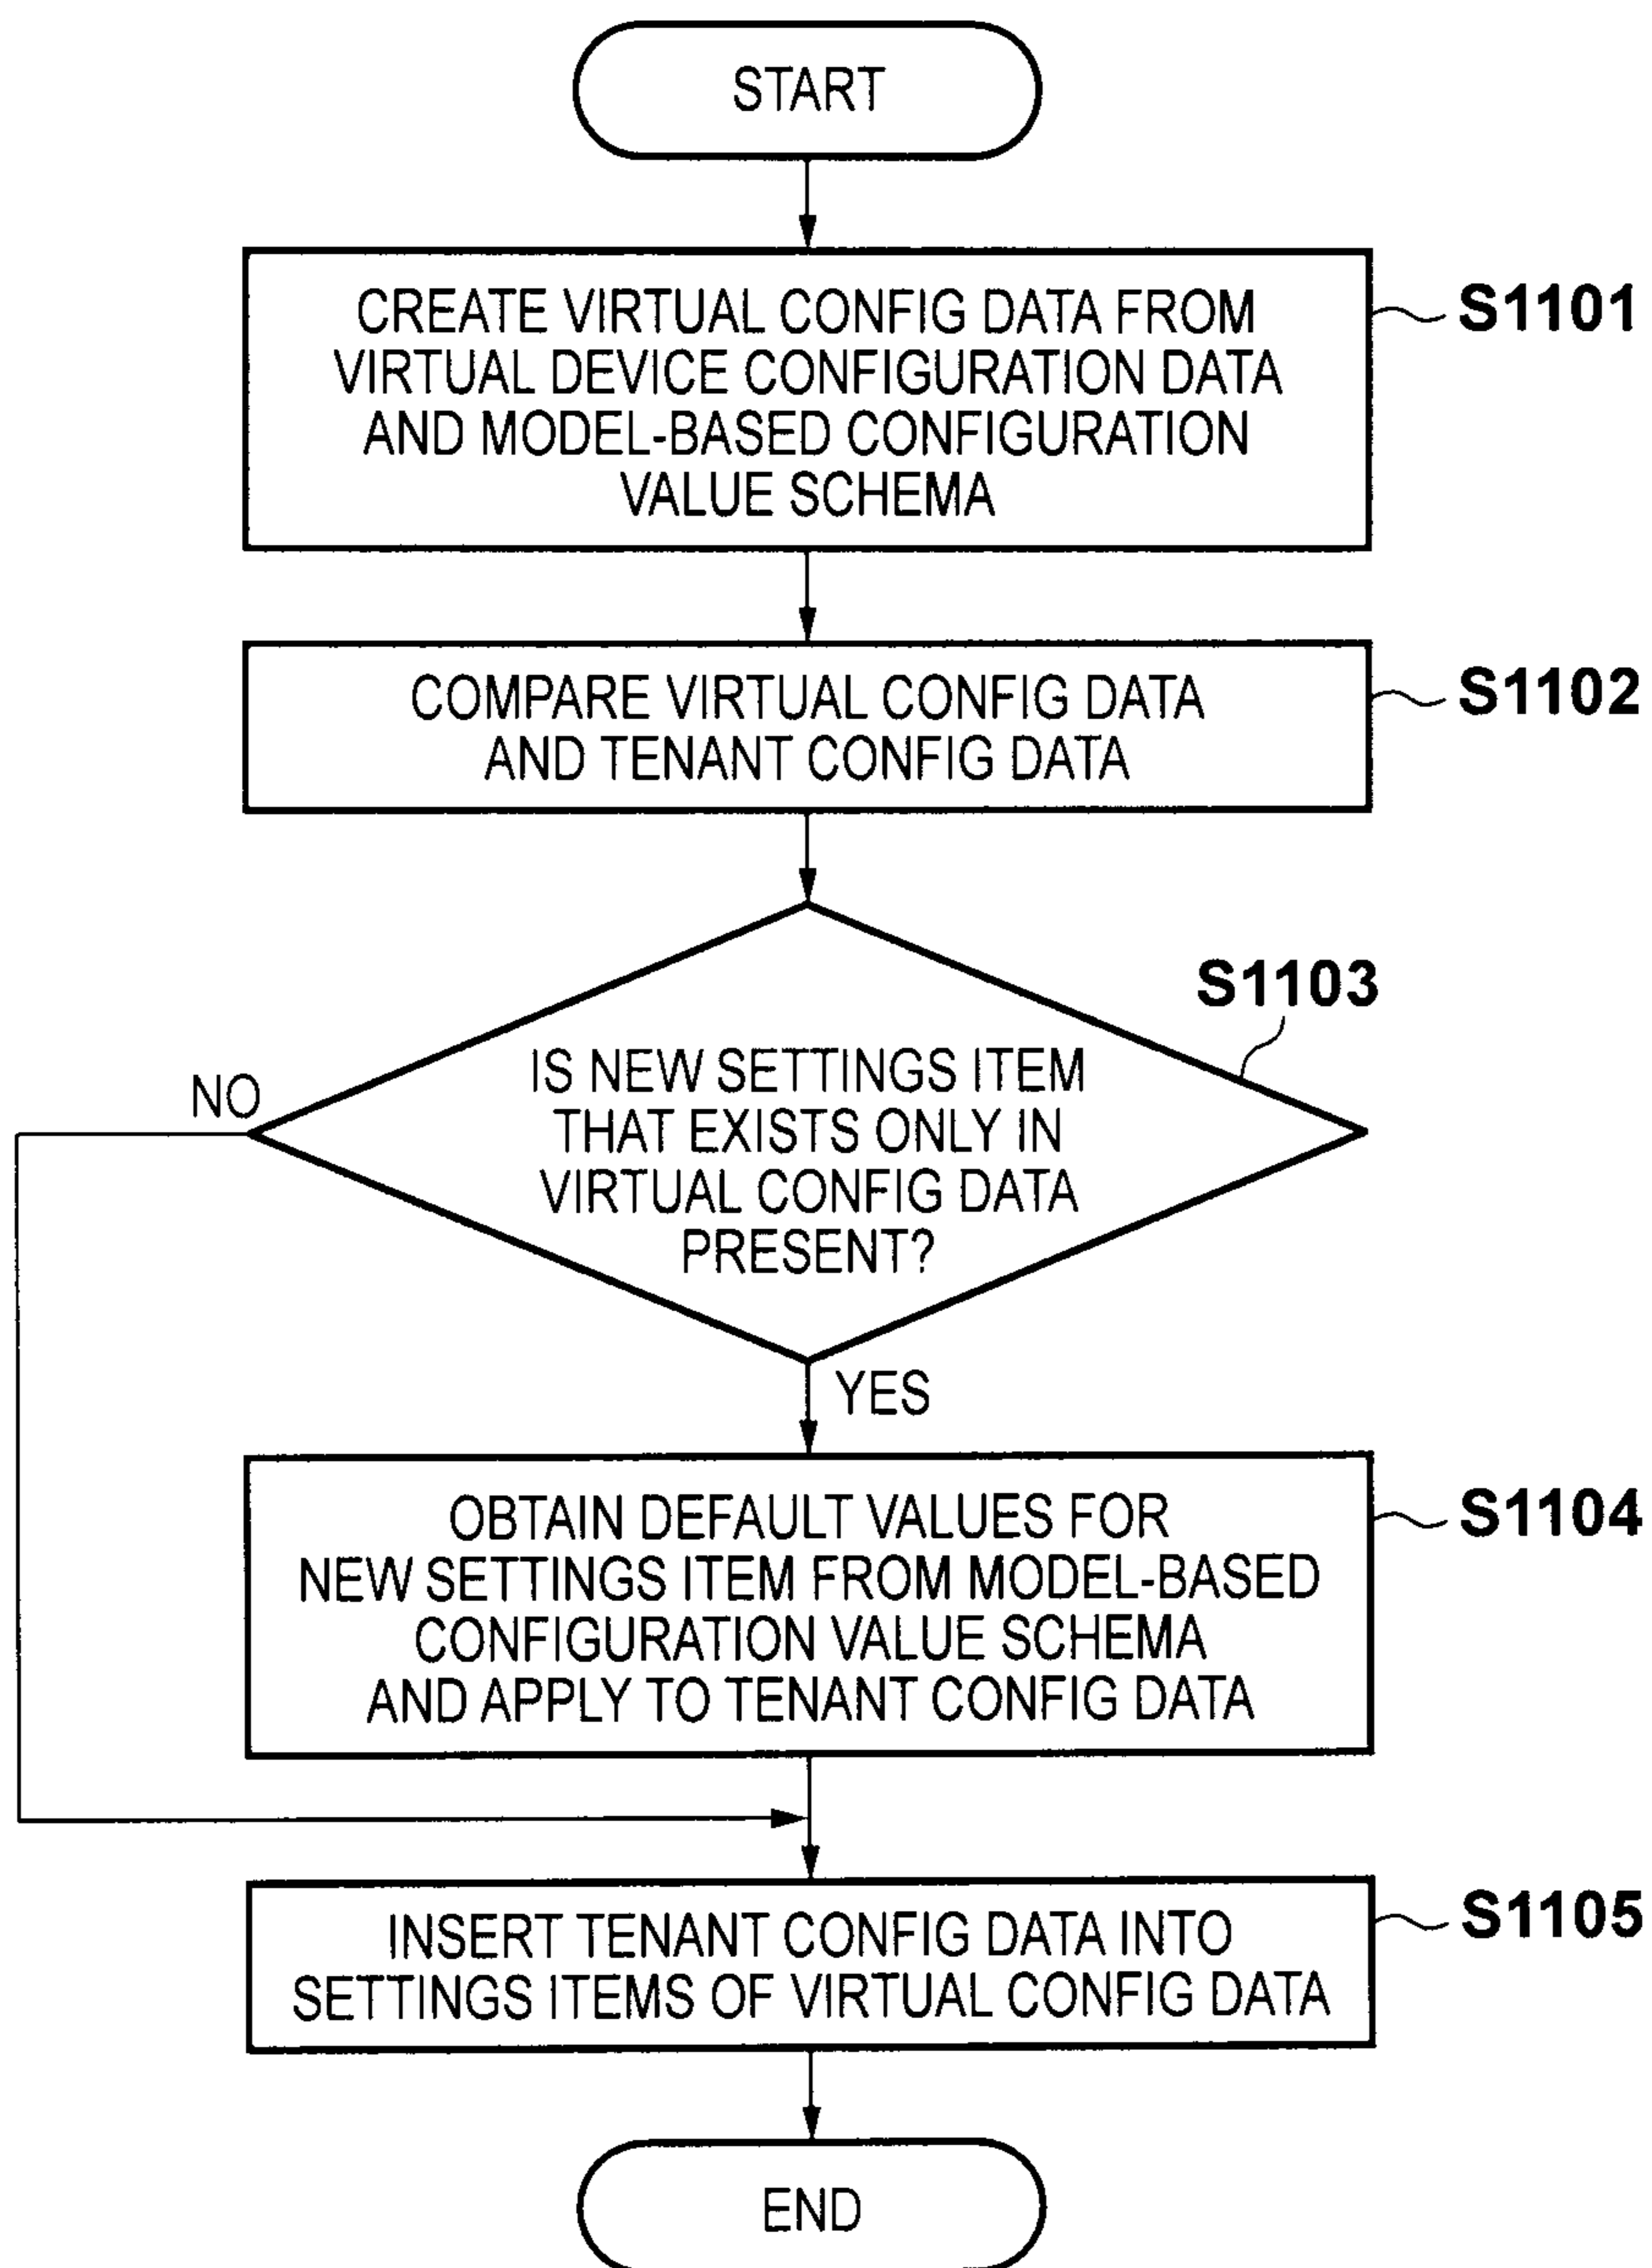 START
CREATE VIRTUAL CONFIG DATA FROM
VIRTUAL DEVICE CONFIGURATION DATA
AND MODEL-BASED CONFIGURATION
VALUE SCHEMA
S1101
COMPARE VIRTUAL CONFIG DATA
AND TENANT CONFIG DATA
S1102
S1103
IS NEW SETTINGS ITEM
THAT EXISTS ONLY IN
VIRTUAL CONFIG DATA
PRESENT?
NO
YES
OBTAIN DEFAULT VALUES FOR
NEW SETTINGS ITEM FROM MODEL-BASED
CONFIGURATION VALUE SCHEMA
AND APPLY TO TENANT CONFIG DATA
S1104
INSERT TENANT CONFIG DATA INTO
SETTINGS ITEMS OF VIRTUAL CONFIG DATA
S1105
END